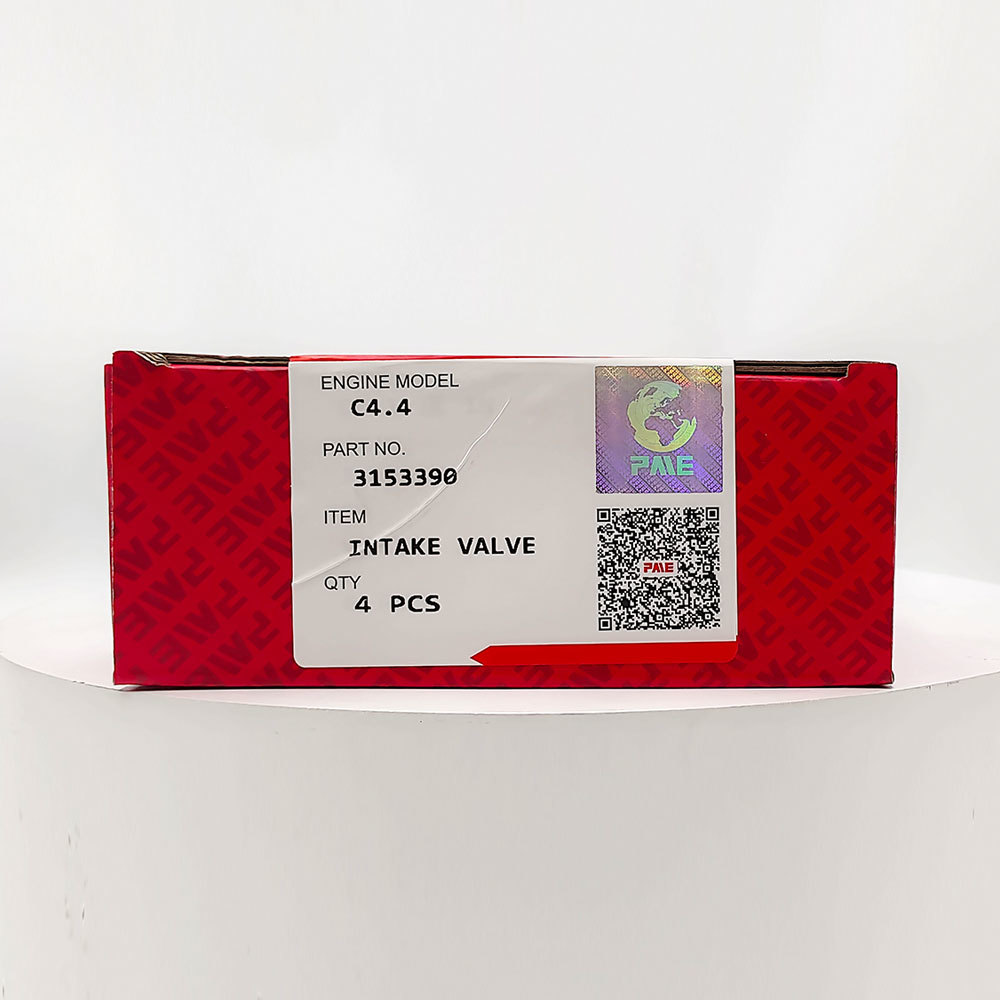 ENGINE MODEL
C4.4
PART NO.
3153390
ITEM
INTAKE VALVE
QTY
4 PCS
PME
PME